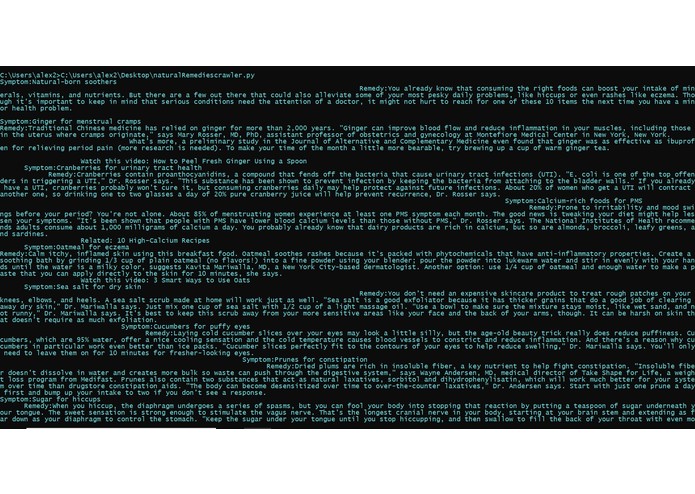 C:\Users\alex2>C:\Users\alex2\Desktop\naturalRemediescrawler.py
Symptom:Natural-born soothers
Remedy:You already know that consuming the right foods can boost your intake of min
erals, vitamins, and nutrients. But there are a few out there that could also alleviate some of your most pesky daily problems, like hiccups or even rashes like eczema. Tho
ugh it's important to keep in mind that serious conditions need the attention of a doctor, it might not hurt to reach for one of these 10 items the next time you have a min
or health problem.
Symptom:Ginger for menstrual cramps
Remedy:Traditional Chinese medicine has relied on ginger for more than 2,000 years. "Ginger can improve blood flow and reduce inflammation in your muscles, including those
in the uterus where cramps originate," says Mary Rosser, MD, PhD, assistant professor of obstetrics and gynecology at Montefiore Medical Center in New York, New York.
What's more, a preliminary study in the Journal of Alternative and Complementary Medicine even found that ginger was as effective as ibuprof
en for relieving period pain (more research is needed). To make your time of the month a little more bearable, try brewing up a cup of warm ginger tea.
Watch this video: How to Peel Fresh Ginger Using a Spoon
Symptom:Cranberries for urinary tract health
Remedy:Cranberries contain proanthocyanidins, a compound that fends off the bacteria that cause urinary tract infections (UTI). "E. coli is one of the top offen
ders in trigging a UTI," Dr. Rosser says. "This substance has been shown to prevent infection by keeping the bacteria from attaching to the bladder walls." If you already
have a UTI, cranberries probably won't cure it, but consuming cranberries daily may help protect against future infections. About 20% of women who get a UTI will contract
another one, so drinking one to two glasses a day of 20% pure cranberry juice will help prevent recurrence, Dr. Rosser says.
Symptom:Calcium-rich foods for PMS
Remedy:Prone to irritability and mood swi
ngs before your period? You're not alone. About 85% of menstruating women experience at least one PMS symptom each month. The good news is tweaking your diet might help les
sen your symptoms. "It's been shown that people with PMS have lower blood calcium levels than those without PMS," Dr. Rosser says. The National Institutes of Health recomme
nds adults consume about 1,000 milligrams of calcium a day. You probably already know that dairy products are rich in calcium, but so are almonds, broccoli, leafy greens, a
nd sardines.
Related: 10 High-Calcium Recipes
Symptom:Oatmeal for eczema
Remedy:Calm itchy, inflamed skin using this breakfast food. Oatmeal soothes rashes because it's packed with phytochemicals that have anti-inflammatory properties. Create a
soothing bath by grinding 1/3 cup of plain oatmeal (no flavors!) into a fine powder using your blender; pour the powder into lukewarm water and stir in evenly with your han
ds until the water is a milky color, suggests Kavita Mariwalla, MD, a New York City-based dermatologist. Another option: use 1/4 cup of oatmeal and enough water to make a p
aste that you can apply directly to the skin for 10 minutes, she says.
Watch this video: 3 Smart Ways to Use Oats
Symptom:Sea salt for dry skin
Remedy:You don't need an expensive skincare product to treat rough patches on your
knees, elbows, and heels. A sea salt scrub made at home will work just as well. "Sea salt is a good exfoliator because it has thicker grains that do a good job of clearing
away dry skin," Dr. Mariwalla says. Just mix one cup of sea salt with 1/2 of a cup of a light mineral oil. "Use a bowl to make sure the mixture stays moist, like wet sand, and n
ot runny," Dr. Mariwalla says. It's best to keep this scrub away from your more sensitive areas like your face and the back of your arms, though. It can be harsh on skin th
at doesn't require as much exfoliation.
Symptom:Cucumbers for puffy eyes
Remedy:Laying cold cucumber slices over your eyes may look a little silly, but the age-old beauty trick really does reduce puffiness. Cu
cumbers, which are 95% water, offer a nice cooling sensation and the cold temperature causes blood vessels to constrict and reduce inflammation. And there's a reason why cu
cumbers in particular work even better than ice packs. "Cucumber slices perfectly fit to the contours of your eyes to help reduce swelling," Dr. Mariwalla says. You'll only
need to leave them on for 10 minutes for fresher-looking eyes.
Symptom:Prunes for constipation
Remedy:Dried plums are rich in insoluble fiber, a key nutrient to help fight constipation. "Insoluble fibe
r doesn't dissolve in water and creates more bulk so waste can push through the digestive system," says Wayne Andersen, MD, medical director of Take Shape for Life, a weigh
t loss program from Medifast. Prunes also contain two substances that act as natural laxatives, sorbitol and dihydrophenylisatin, which will work much better for your syste
m over time than drugstore constipation aids. "The body can become desensitized over time to over-the-counter laxatives," Dr. Andersen says. Start with just one prune a day
first and bump up your intake to two if you don't see a response.
Symptom:Sugar for hiccups
Remedy:When you hiccup, the diaphragm undergoes a series of spasms, but you can fool your body into stopping that reaction by putting a teaspoon of sugar underneath y
our tongue. The sweet sensation is strong enough to stimulate the vagus nerve. That's the longest cranial nerve in your body, starting at your brain stem and extending as f
ar down as your diaphragm to control the stomach. "Keep the sugar under your tongue until you stop hiccupping, and then swallow to fill the back of your throat with even mo